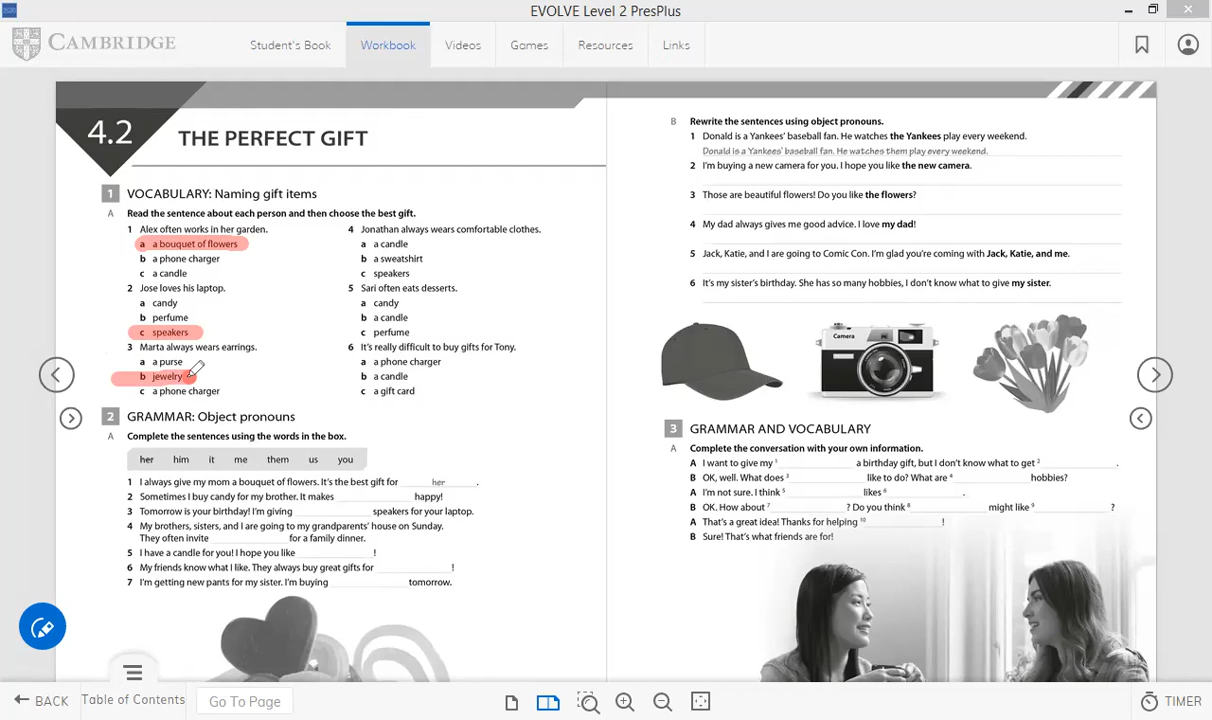 EVOLVE Level 2 PresPlus
CAMBRIDGE
Student's Book
Workbook
Videos
Games
Resources
Links
4.2
THE PERFECT GIFT
1 VOCABULARY: Naming gift items
A Read the sentence about each person and then choose the best gift.
1 Alex often works in her garden.
a a bouquet of flowers
b a phone charger
c a candle
2 Jose loves his laptop.
a candy
b perfume
c speakers
3 Marta always wears earrings.
a a purse
b jewelry
c a phone charger
4 Jonathan always wears comfortable clothes.
a a candle
b a sweatshirt
c speakers
5 Sari often eats desserts.
a candy
b a candle
c perfume
6 It's really difficult to buy gifts for Tony.
a a phone charger
b a candle
c a gift card
2 GRAMMAR: Object pronouns
A Complete the sentences using the words in the box.
her him it me them us you
1 I always give my mom a bouquet of flowers. It's the best gift for her .
2 Sometimes I buy candy for my brother. It makes happy!
3 Tomorrow is your birthday! I'm giving speakers for your laptop.
4 My brothers, sisters, and I are going to my grandparents' house on Sunday.
They often invite for a family dinner.
5 I have a candle for you! I hope you like !
6 My friends know what I like. They always buy great gifts for !
7 I'm getting new pants for my sister. I'm buying tomorrow.
B Rewrite the sentences using object pronouns.
1 Donald is a Yankees' baseball fan. He watches the Yankees play every weekend.
Donald is a Yankees' baseball fan. He watches them play every weekend.
2 I'm buying a new camera for you. I hope you like the new camera.
3 Those are beautiful flowers! Do you like the flowers?
4 My dad always gives me good advice. I love my dad!
5 Jack, Katie, and I are going to Comic Con. I'm glad you're coming with Jack, Katie, and me.
6 It's my sister's birthday. She has so many hobbies, I don't know what to give my sister.
Camera
3 GRAMMAR AND VOCABULARY
A Complete the conversation with your own information.
A I want to give my 1 a birthday gift, but I don't know what to get 2 .
B OK, well. What does 3 like to do? What are 4 hobbies?
A I'm not sure. I think 5 likes 6 .
B OK. How about 7 ? Do you think 8 might like 9 ?
A That's a great idea! Thanks for helping 10 !
B Sure! That's what friends are for!
BACK
Table of Contents
Go To Page
TIMER